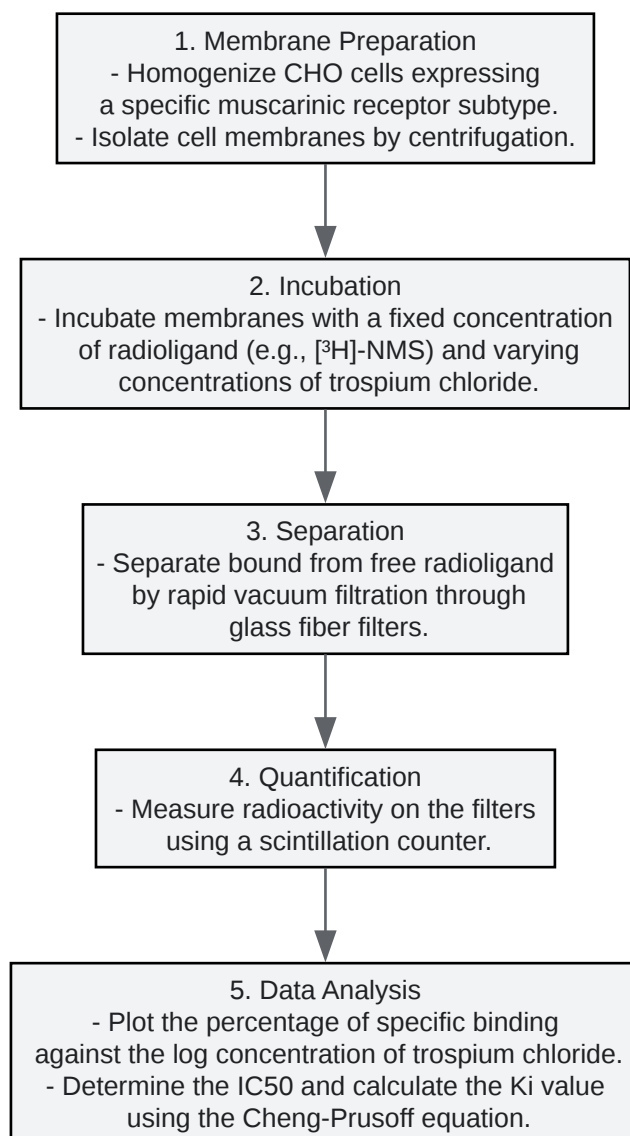 1. Membrane Preparation
- Homogenize CHO cells expressing
a specific muscarinic receptor subtype.
- Isolate cell membranes by centrifugation.
2. Incubation
- Incubate membranes with a fixed concentration
of radioligand (e.g., [³H]-NMS) and varying
concentrations of trospium chloride.
3. Separation
- Separate bound from free radioligand
by rapid vacuum filtration through
glass fiber filters.
4. Quantification
- Measure radioactivity on the filters
using a scintillation counter.
5. Data Analysis
- Plot the percentage of specific binding
against the log concentration of trospium chloride.
- Determine the IC50 and calculate the Ki value
using the Cheng-Prusoff equation.